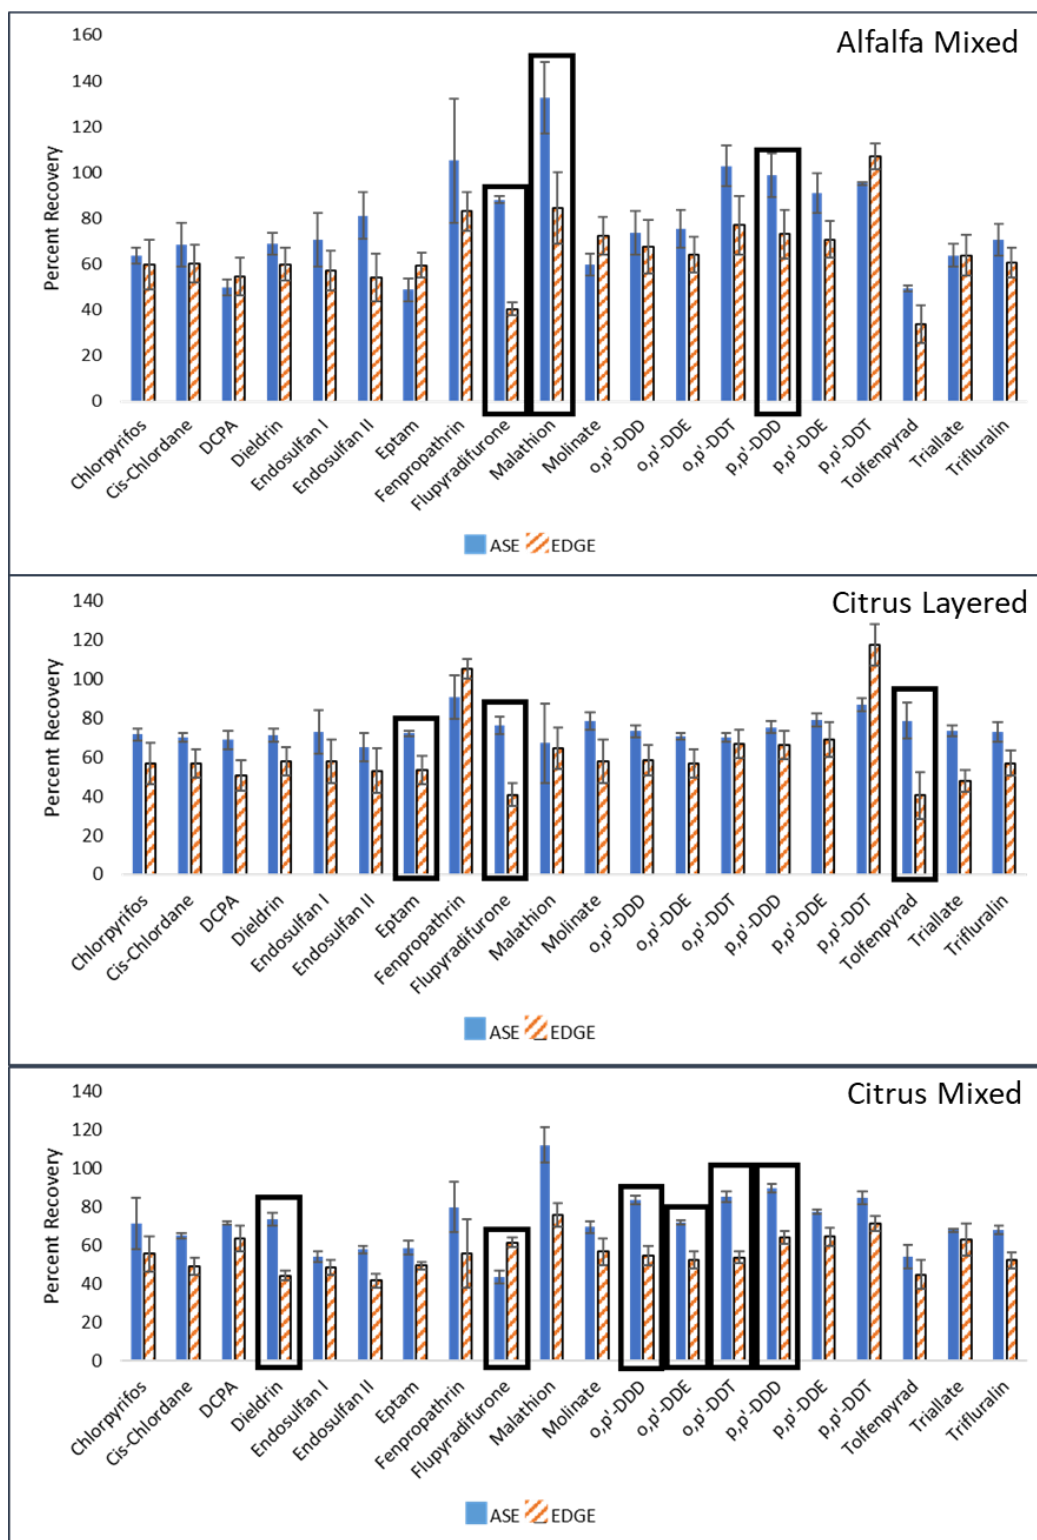 Alfalfa Mixed
Percent Recovery
160
140
120
100
80
60
40
20
0
Chlorpyrifos
Cis-Chlordane
DCPA
Dieldrin
Endosulfan I
Endosulfan II
Eptam
Fenpropathrin
Flupyradifurone
Malathion
Molinate
o,p'-DDD
o,p'-DDE
o,p'-DDT
p,p'-DDD
p,p'-DDE
p,p'-DDT
Tolfenpyrad
Triallate
Trifluralin
ASE EDGE
Citrus Layered
Percent Recovery
140
120
100
80
60
40
20
0
Chlorpyrifos
Cis-Chlordane
DCPA
Dieldrin
Endosulfan I
Endosulfan II
Eptam
Fenpropathrin
Flupyradifurone
Malathion
Molinate
o,p'-DDD
o,p'-DDE
o,p'-DDT
p,p'-DDD
p,p'-DDE
p,p'-DDT
Tolfenpyrad
Triallate
Trifluralin
ASE EDGE
Citrus Mixed
Percent Recovery
140
120
100
80
60
40
20
0
Chlorpyrifos
Cis-Chlordane
DCPA
Dieldrin
Endosulfan I
Endosulfan II
Eptam
Fenpropathrin
Flupyradifurone
Malathion
Molinate
o,p'-DDD
o,p'-DDE
o,p'-DDT
p,p'-DDD
p,p'-DDE
p,p'-DDT
Tolfenpyrad
Triallate
Trifluralin
ASE EDGE